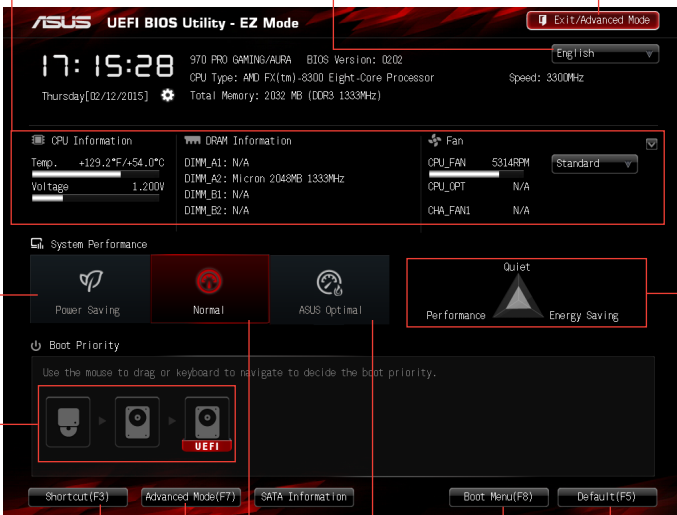 ASUS UEFI BIOS Utility - EZ Mode
Exit/Advanced Mode
English
17:15:28
Thursday[02/12/2015]
970 PRO GAMING/AURA BIOS Version: 0202
CPU Type: AMD FX(tm)-8300 Eight-Core Processor Speed: 3300MHz
Total Memory: 2032 MB (DDR3 1333MHz)
CPU Information
Temp. +129.2°F/+54.0°C
Voltage 1.200V
DRAM Information
DIMM_A1: N/A
DIMM_A2: Micron 2048MB 1333MHz
DIMM_B1: N/A
DIMM_B2: N/A
Fan
CPU_FAN 5314RPM
CPU_OPT N/A
CHA_FAN1 N/A
Standard
System Performance
Power Saving
Normal
ASUS Optimal
Quiet
Performance
Energy Saving
Boot Priority
Use the mouse to drag or keyboard to navigate to decide the boot priority.
UEFI
Shortcut(F3)
Advanced Mode(F7)
SATA Information
Boot Menu(F8)
Default(F5)